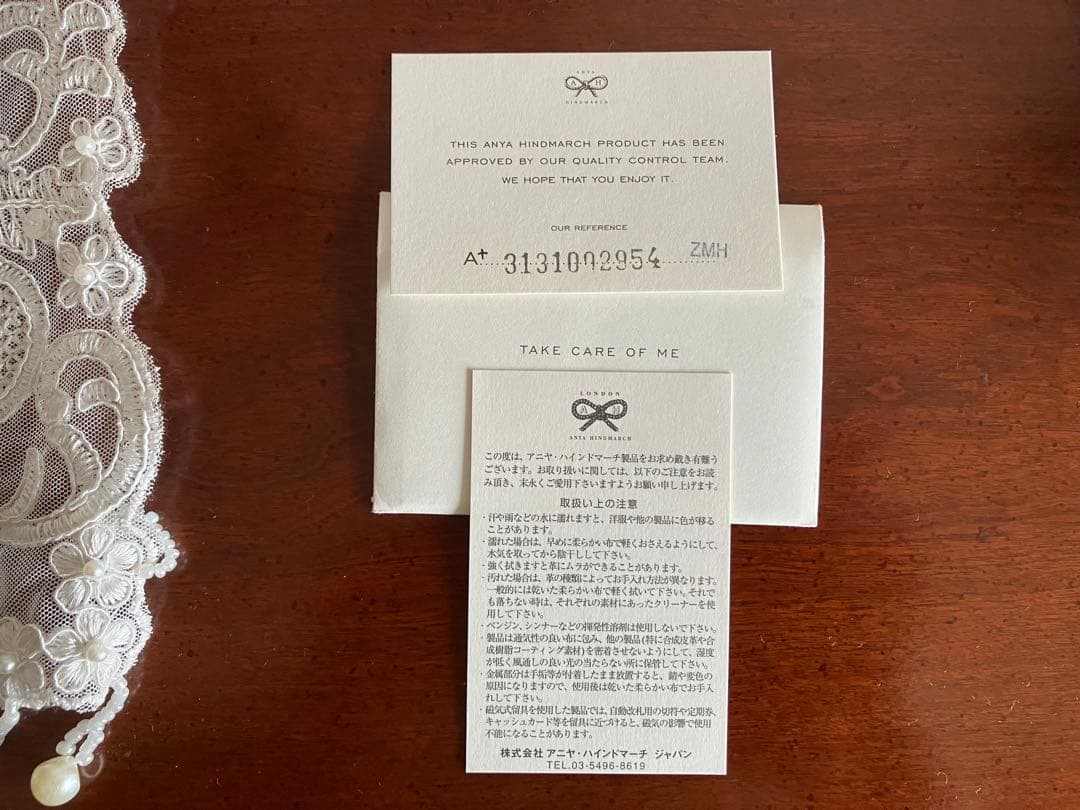 ANYA
A H
HINDMARCH
THIS ANYA HINDMARCH PRODUCT HAS BEEN
APPROVED BY OUR QUALITY CONTROL TEAM.
WE HOPE THAT YOU ENJOY IT.
OUR REFERENCE
A+ 3131092954 ZMH
TAKE CARE OF ME
LONDON
A H
ANYA HINDMARCH
この度は、アニヤ・ハインドマーチ製品をお求め戴き有難う
ございます。お取り扱いに関しては、以下のご注意をお読
み頂き、末永くご愛用下さいますようお願い申し上げます。
取扱い上の注意
・汗や雨などの水に濡れますと、洋服や他の製品に色が移る
ことがあります。
・濡れた場合は、早めに柔らかい布で軽くおさえるようにして、
水気を取ってから陰干しして下さい。
・強く拭きますと革にムラができることがあります。
・汚れた場合は、革の種類によってお手入れ方法が異なります。
一般的には乾いた柔らかい布で軽く拭いて下さい。それで
も落ちない時は、それぞれの素材にあったクリーナーを使
用して下さい。
・ベンジン、シンナーなどの揮発性溶剤は使用しないで下さい。
・製品は通気性の良い布に包み、他の製品(特に合成皮革や合
成樹脂コーティング素材)を密着させないようにして、湿度
が低く風通しの良い光の当たらない所に保管して下さい。
・金属部分は手垢等が付着したまま放置すると、錆や変色の
原因になりますので、使用後は乾いた柔らかい布でお手入
れして下さい。
・磁気式留具を使用した製品では、自動改札用の切符や定期券、
キャッシュカード等を留具に近づけると、磁気の影響で使用
不能になることがあります。
株式会社 アニヤ・ハインドマーチ ジャパン
TEL.03-5496-8619